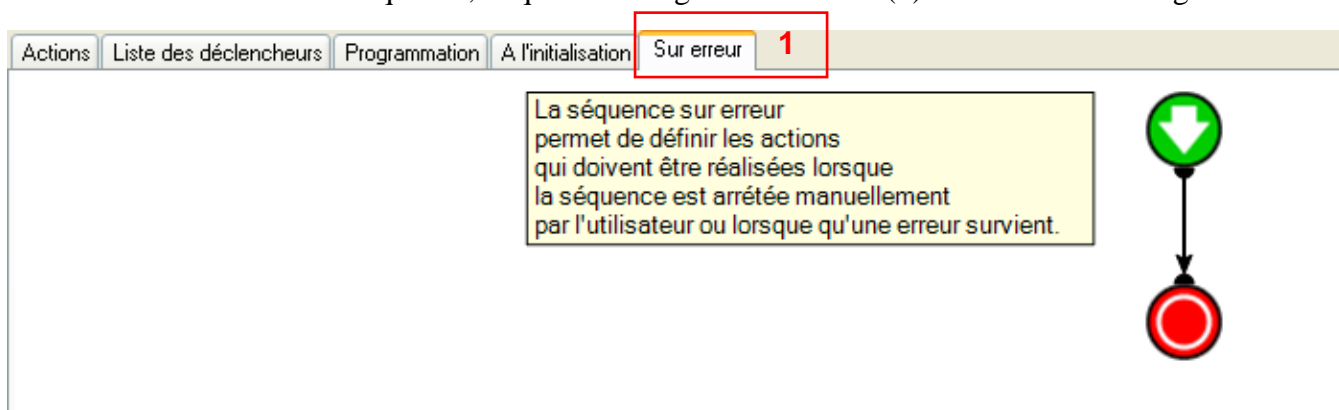 Actions Liste des déclencheurs Programmation A l'initialisation Sur erreur 1
La séquence sur erreur
permet de définir les actions
qui doivent être réalisées lorsque
la séquence est arrétée manuellement
par l'utilisateur ou lorsque qu'une erreur survient.